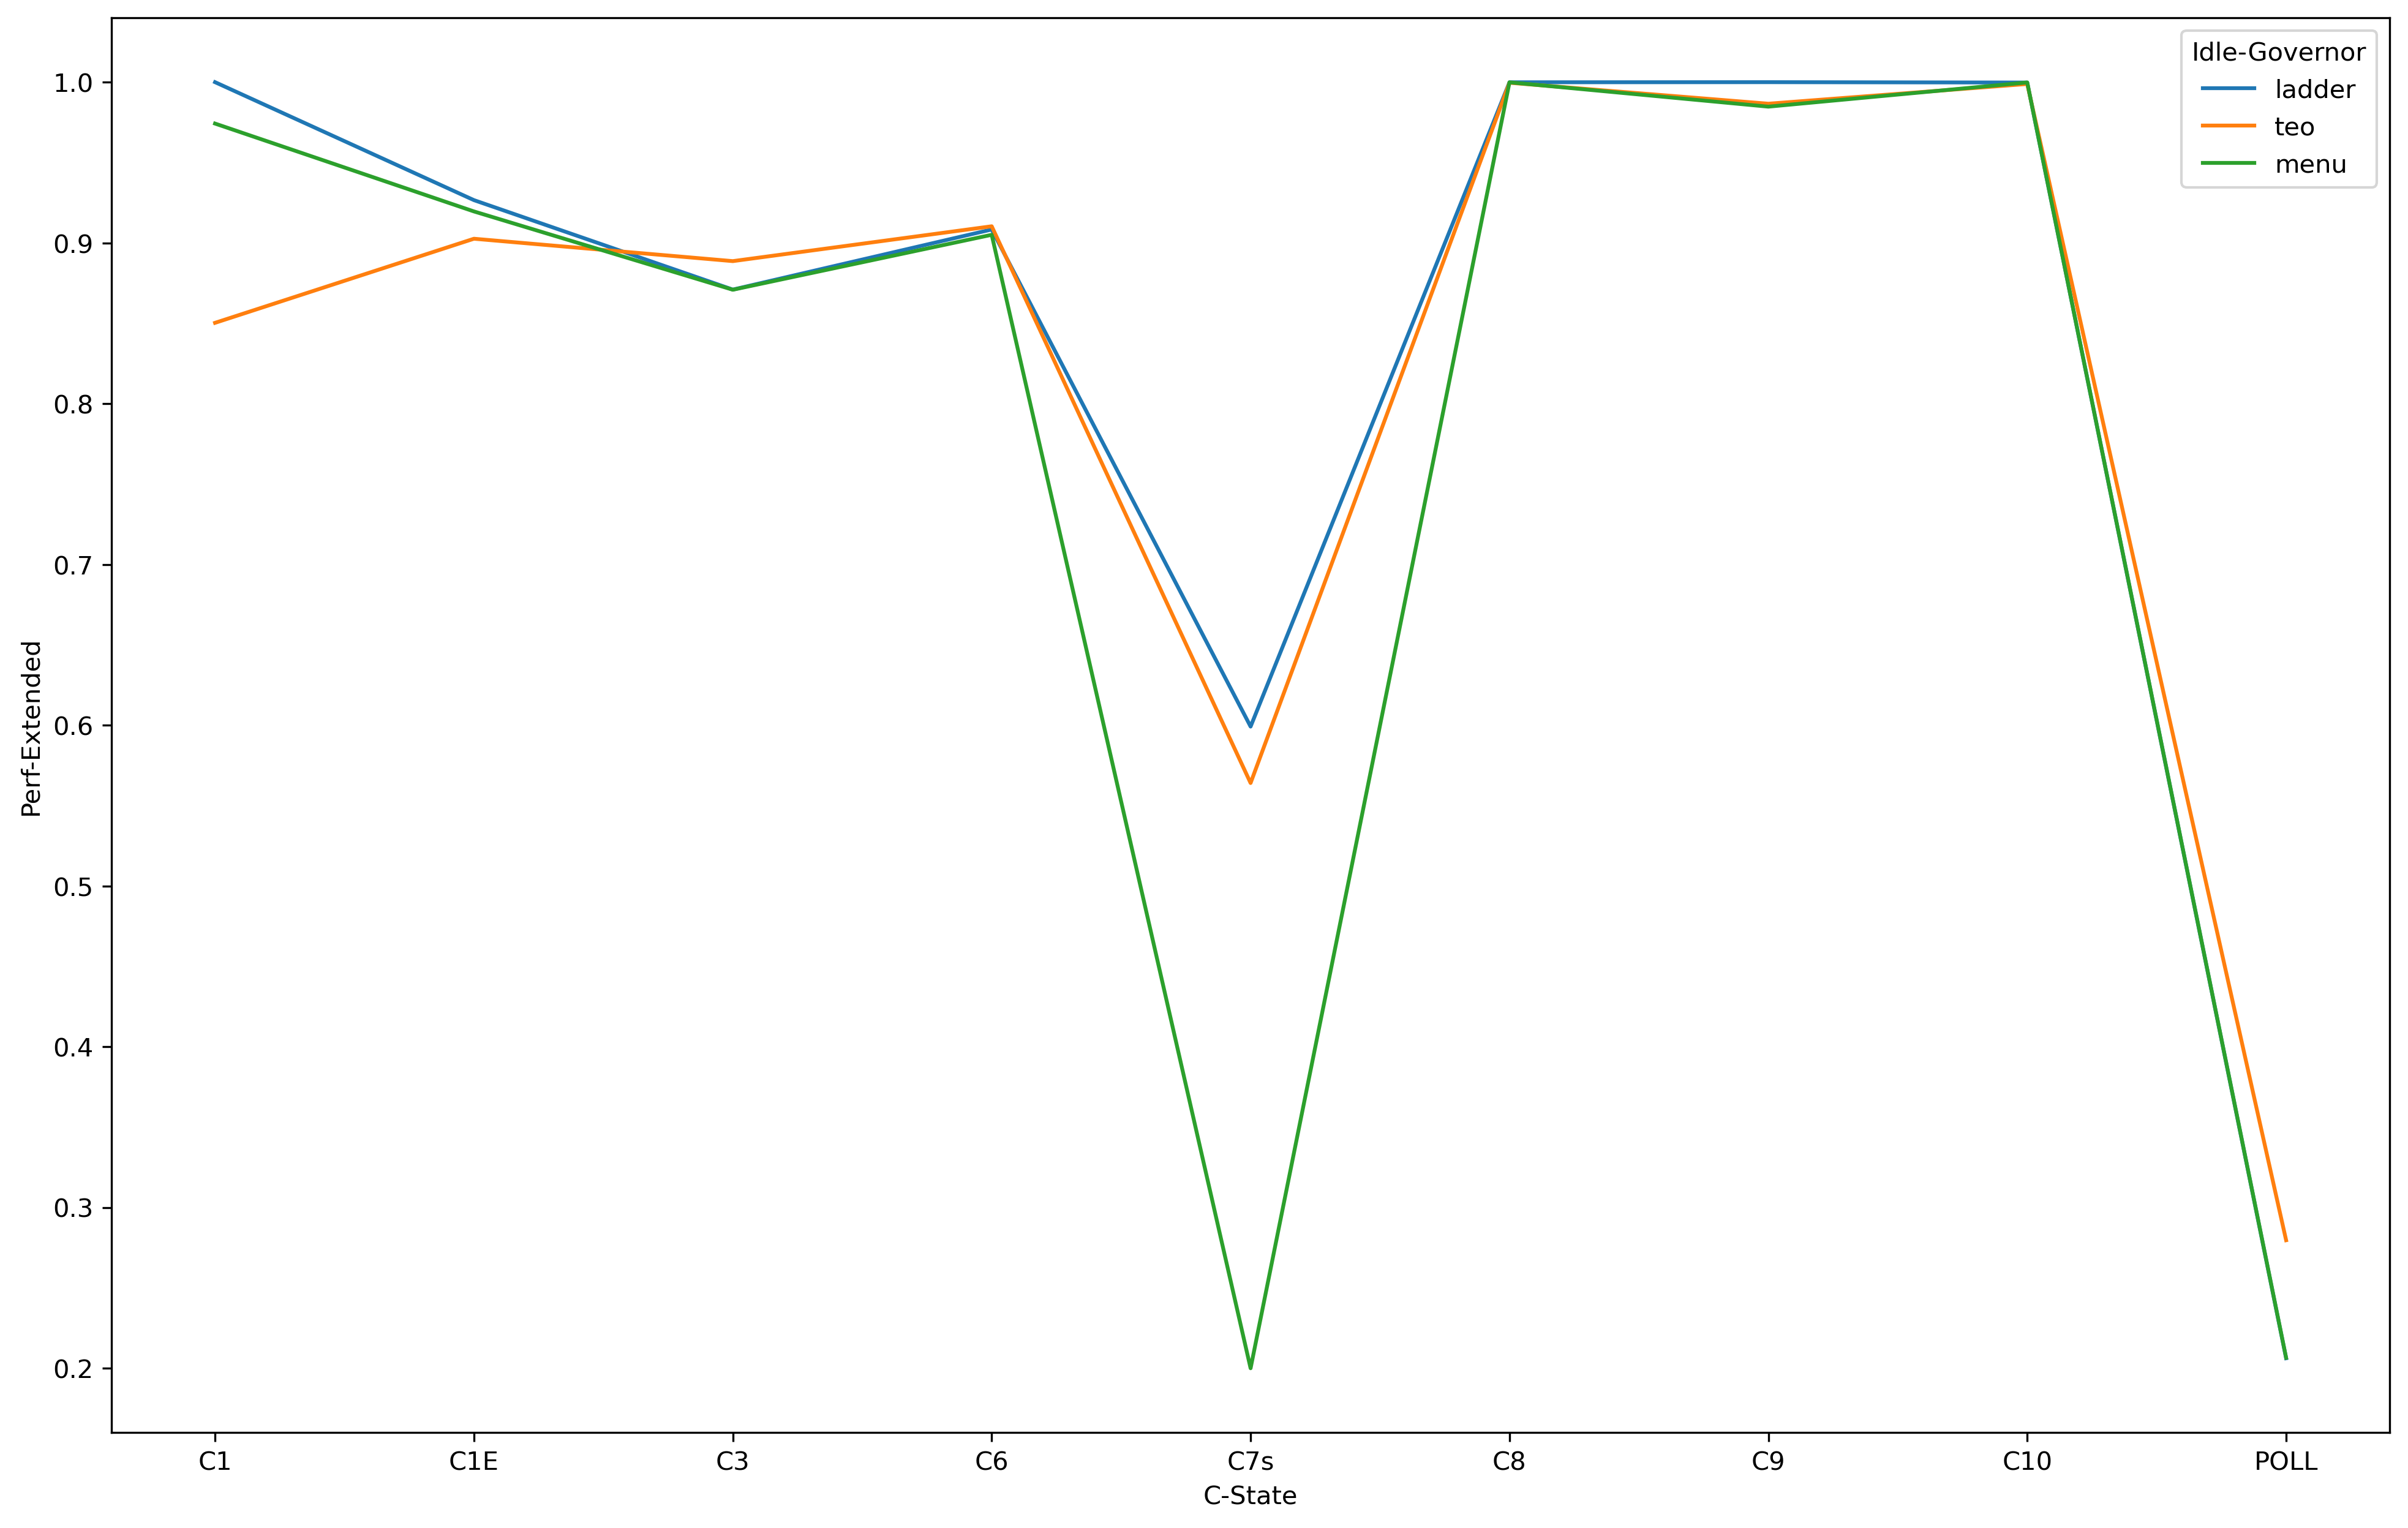 Idle-Governor
ladder
teo
menu
1.0
0.9
0.8
0.7
0.6
0.5
0.4
0.3
0.2
Perf-Extended
C1 C1E C3 C6 C7s C8 C9 C10 POLL
C-State